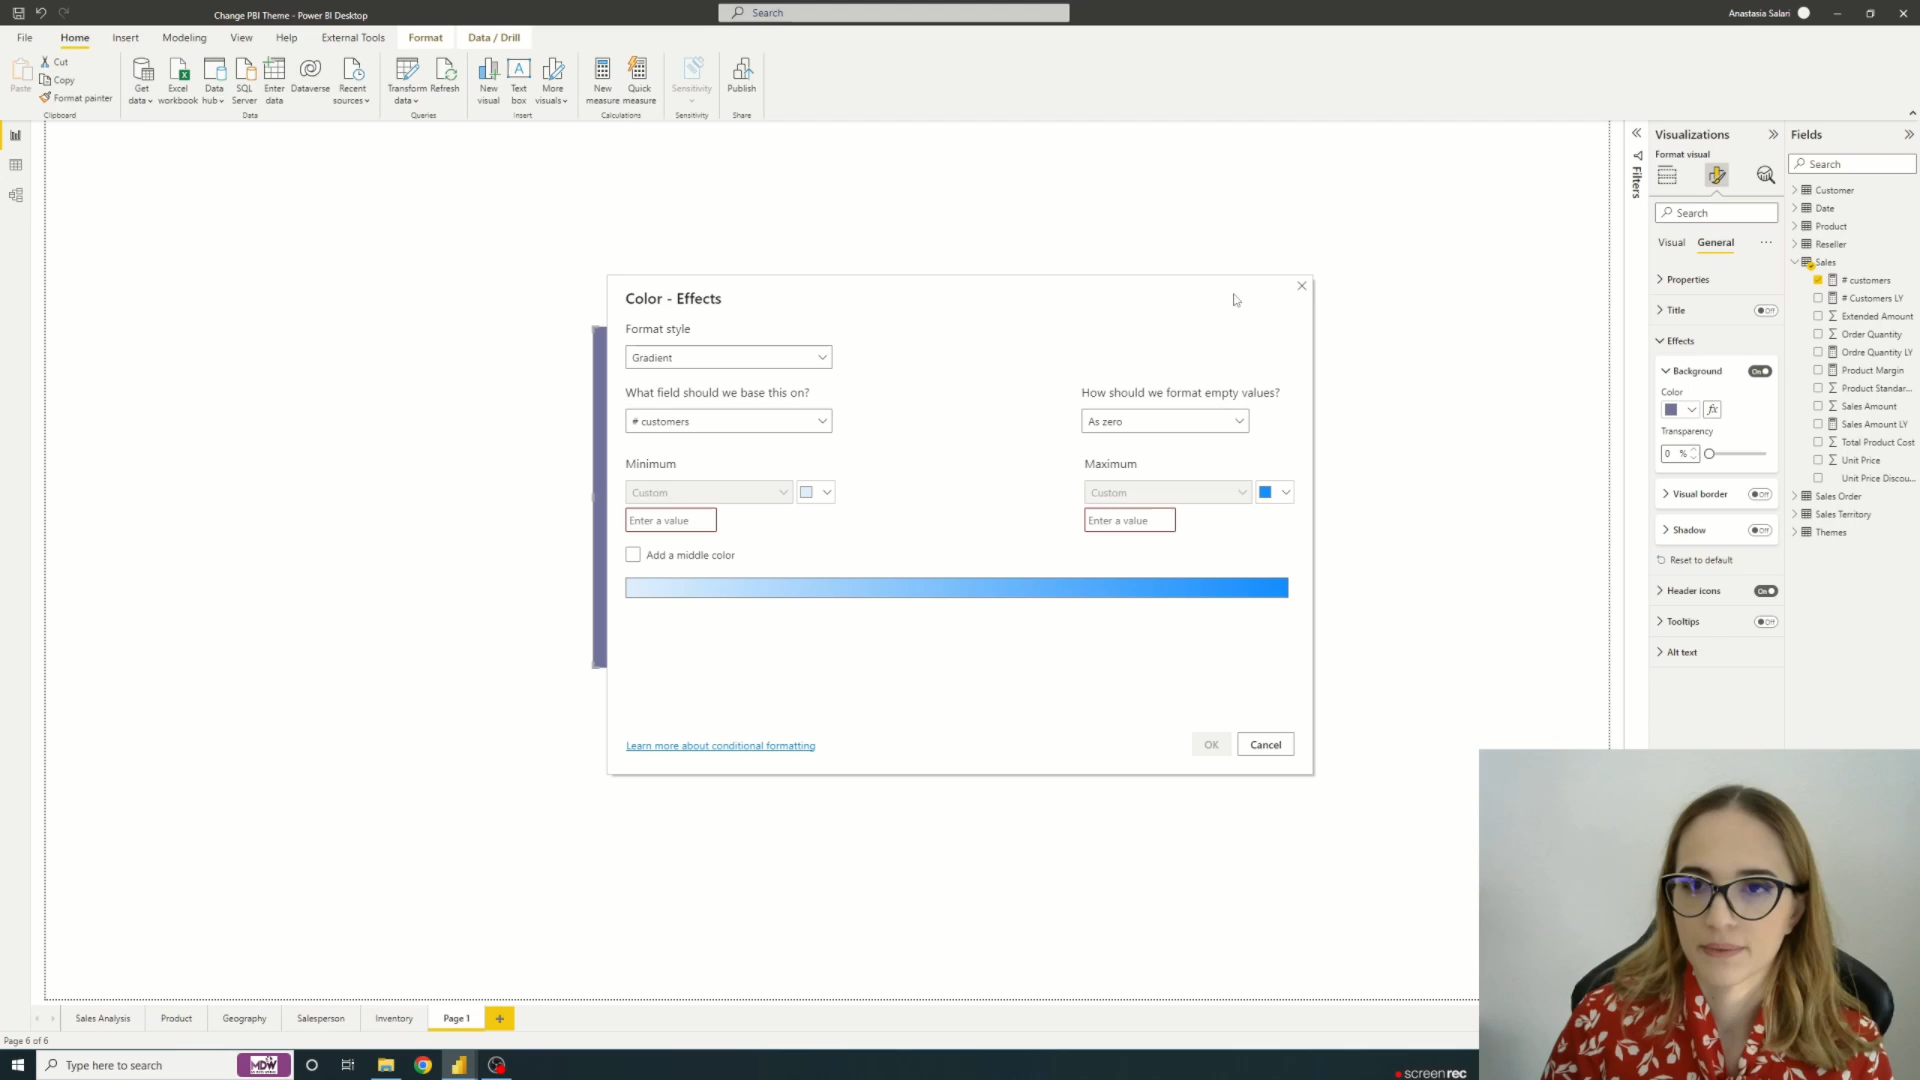 Change PBI Theme - Power BI Desktop
Search
Anastasia Salari
File
Home
Insert
Modeling
View
Help
External Tools
Format
Data / Drill
Paste
Cut
Copy
Format painter
Clipboard
Get data
Excel workbook
Data hub
SQL Server
Enter data
Dataverse
Recent sources
Data
Transform data
Refresh
Queries
New visual
Text box
More visuals
Insert
New measure
Quick measure
Calculations
Sensitivity
Sensitivity
Publish
Share
Filters
Visualizations
Format visual
Search
Visual
General
...
Properties
Title
Off
Effects
Background
On
Color
fx
Transparency
0 %
Visual border
Off
Shadow
Off
Reset to default
Header icons
On
Tooltips
Off
Alt text
Fields
Search
Customer
Date
Product
Reseller
Sales
# customers
# Customers LY
Extended Amount
Order Quantity
Ordre Quantity LY
Product Margin
Product Standar...
Sales Amount
Sales Amount LY
Total Product Cost
Unit Price
Unit Price Discou...
Sales Order
Sales Territory
Themes
Color - Effects
Format style
Gradient
What field should we base this on?
# customers
How should we format empty values?
As zero
Minimum
Custom
Enter a value
Maximum
Custom
Enter a value
Add a middle color
Learn more about conditional formatting
OK
Cancel
Sales Analysis
Product
Geography
Salesperson
Inventory
Page 1
+
Page 6 of 6
Type here to search
MDW
screenrec